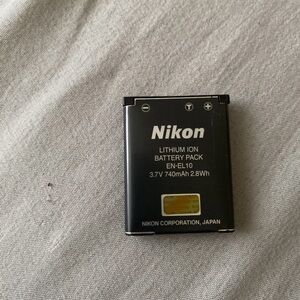 − T +
Nikon
LITHIUM ION
BATTERY PACK
EN-EL10
3.7V 740mAh 2.8Wh
NIKON CORPORATION, JAPAN